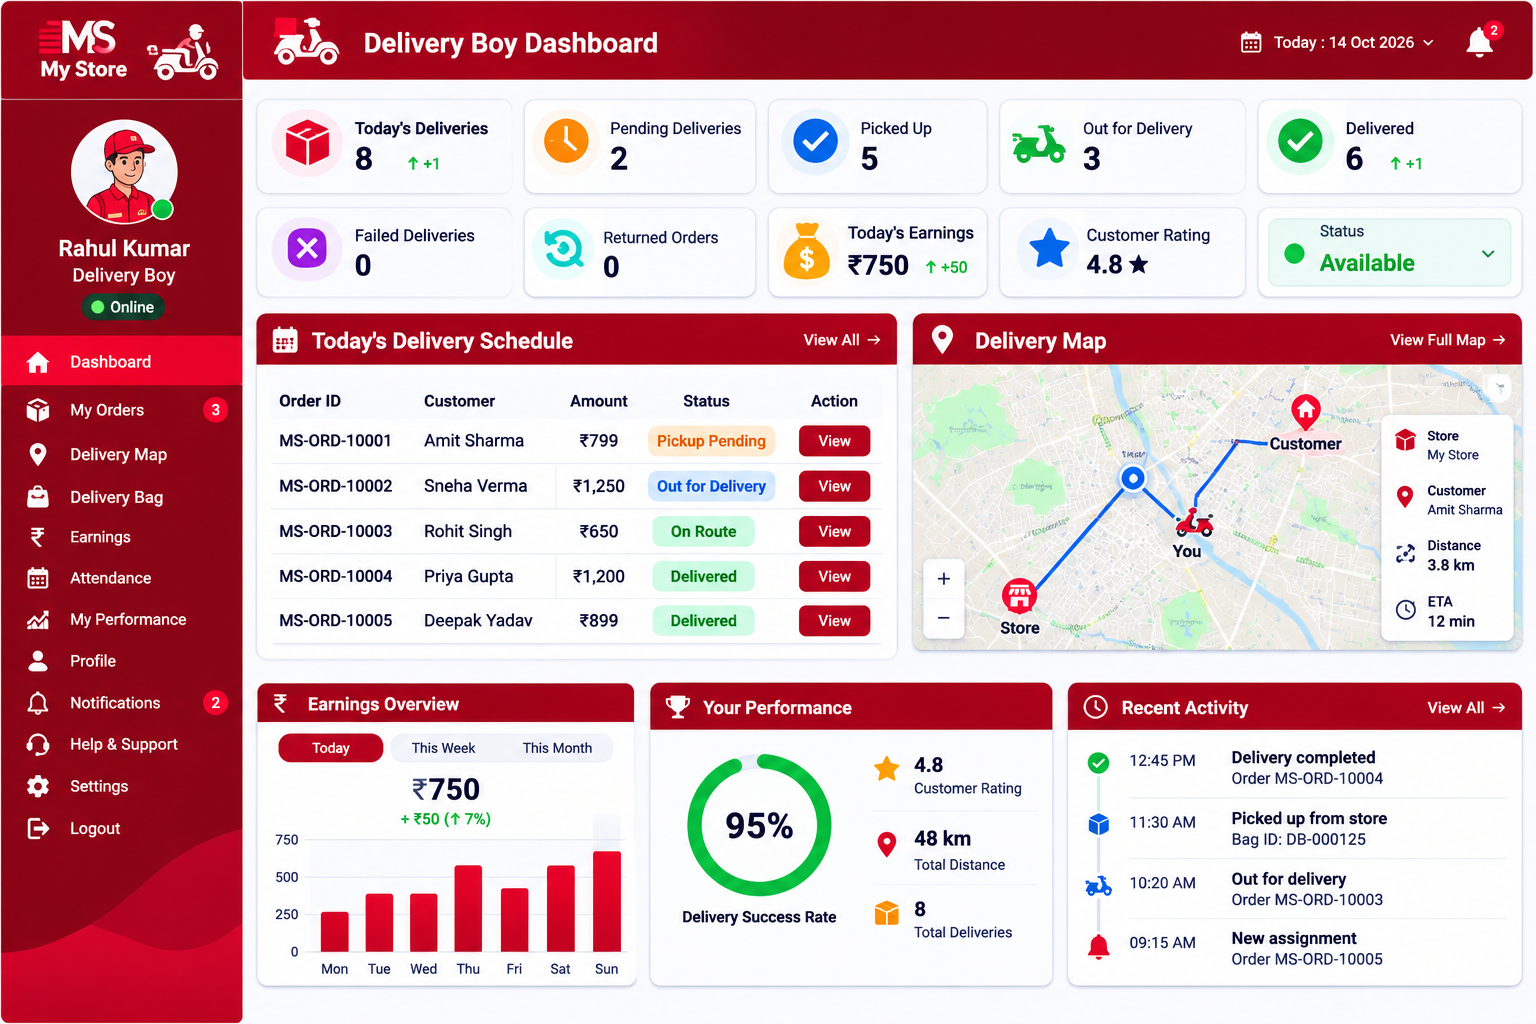 MS
My Store
Rahul Kumar
Delivery Boy
Online
Dashboard
My Orders 3
Delivery Map
Delivery Bag
Earnings
Attendance
My Performance
Profile
Notifications 2
Help & Support
Settings
Logout
Delivery Boy Dashboard
Today : 14 Oct 2026
2
Today's Deliveries
8 ↑ +1
Pending Deliveries
2
Picked Up
5
Out for Delivery
3
Delivered
6 ↑ +1
Failed Deliveries
0
Returned Orders
0
Today's Earnings
₹750 ↑ +50
Customer Rating
4.8 ★
Status
Available
Today's Delivery Schedule
View All →
Order ID Customer Amount Status Action
MS-ORD-10001 Amit Sharma ₹799 Pickup Pending View
MS-ORD-10002 Sneha Verma ₹1,250 Out for Delivery View
MS-ORD-10003 Rohit Singh ₹650 On Route View
MS-ORD-10004 Priya Gupta ₹1,200 Delivered View
MS-ORD-10005 Deepak Yadav ₹899 Delivered View
Delivery Map
View Full Map →
Customer
You
Store
+
−
Store
My Store
Customer
Amit Sharma
Distance
3.8 km
ETA
12 min
Earnings Overview
Today This Week This Month
₹750
+ ₹50 (↑ 7%)
750
500
250
0
Mon Tue Wed Thu Fri Sat Sun
Your Performance
95%
Delivery Success Rate
4.8
Customer Rating
48 km
Total Distance
8
Total Deliveries
Recent Activity
View All →
12:45 PM Delivery completed
Order MS-ORD-10004
11:30 AM Picked up from store
Bag ID: DB-000125
10:20 AM Out for delivery
Order MS-ORD-10003
09:15 AM New assignment
Order MS-ORD-10005